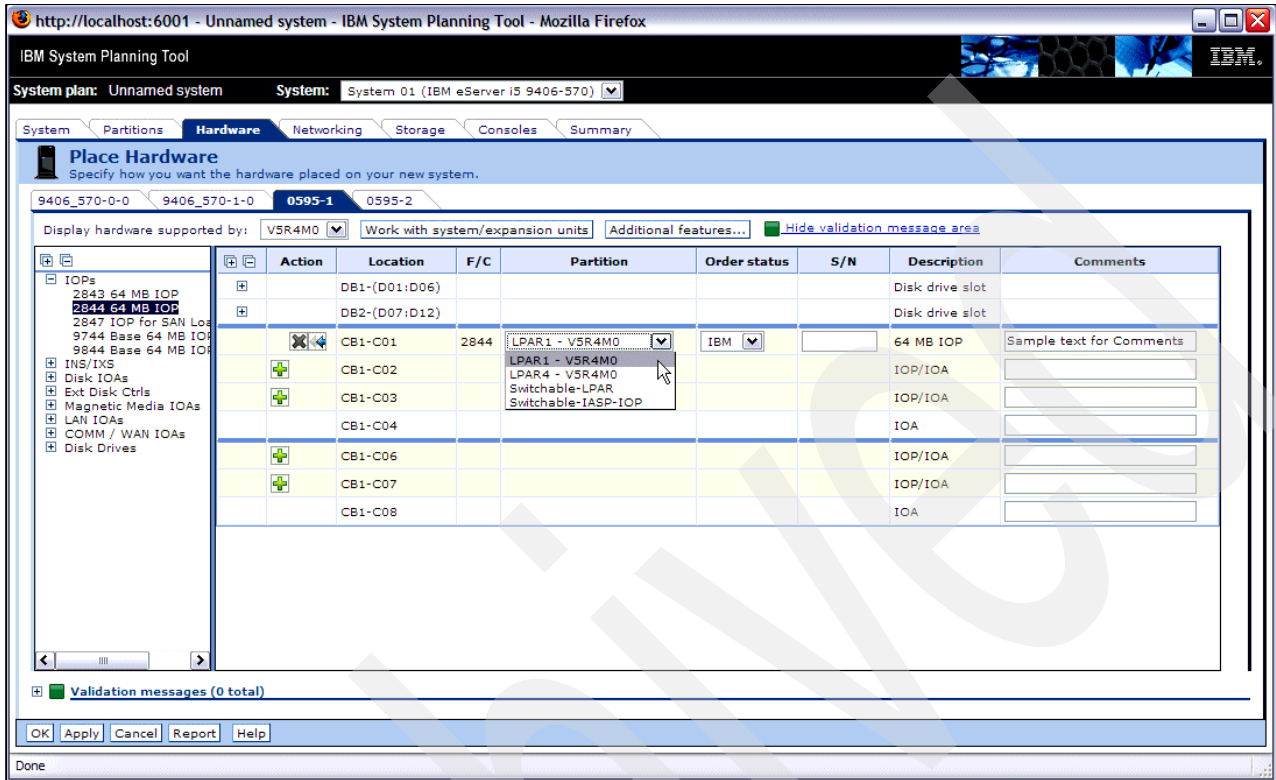 http://localhost:6001 - Unnamed system - IBM System Planning Tool - Mozilla Firefox
IBM System Planning Tool
IBM.
System plan: Unnamed system System: System 01 (IBM eServer i5 9406-570)
System Partitions Hardware Networking Storage Consoles Summary
Place Hardware
Specify how you want the hardware placed on your new system.
9406_570-0-0 9406_570-1-0 0595-1 0595-2
Display hardware supported by: V5R4M0 Work with system/expansion units Additional features... Hide validation message area
IOPs
2843 64 MB IOP
2844 64 MB IOP
2847 IOP for SAN Loa
9744 Base 64 MB IOP
9844 Base 64 MB IOP
INS/IXS
Disk IOAs
Ext Disk Ctrls
Magnetic Media IOAs
LAN IOAs
COMM / WAN IOAs
Disk Drives
Action Location F/C Partition Order status S/N Description Comments
DB1-(D01:D06) Disk drive slot
DB2-(D07:D12) Disk drive slot
CB1-C01 2844 LPAR1 - V5R4M0 IBM 64 MB IOP Sample text for Comments
LPAR1 - V5R4M0
LPAR4 - V5R4M0
Switchable-LPAR
Switchable-IASP-IOP
CB1-C02 IOP/IOA
CB1-C03 IOP/IOA
CB1-C04 IOA
CB1-C06 IOP/IOA
CB1-C07 IOP/IOA
CB1-C08 IOA
Validation messages (0 total)
OK Apply Cancel Report Help
Done